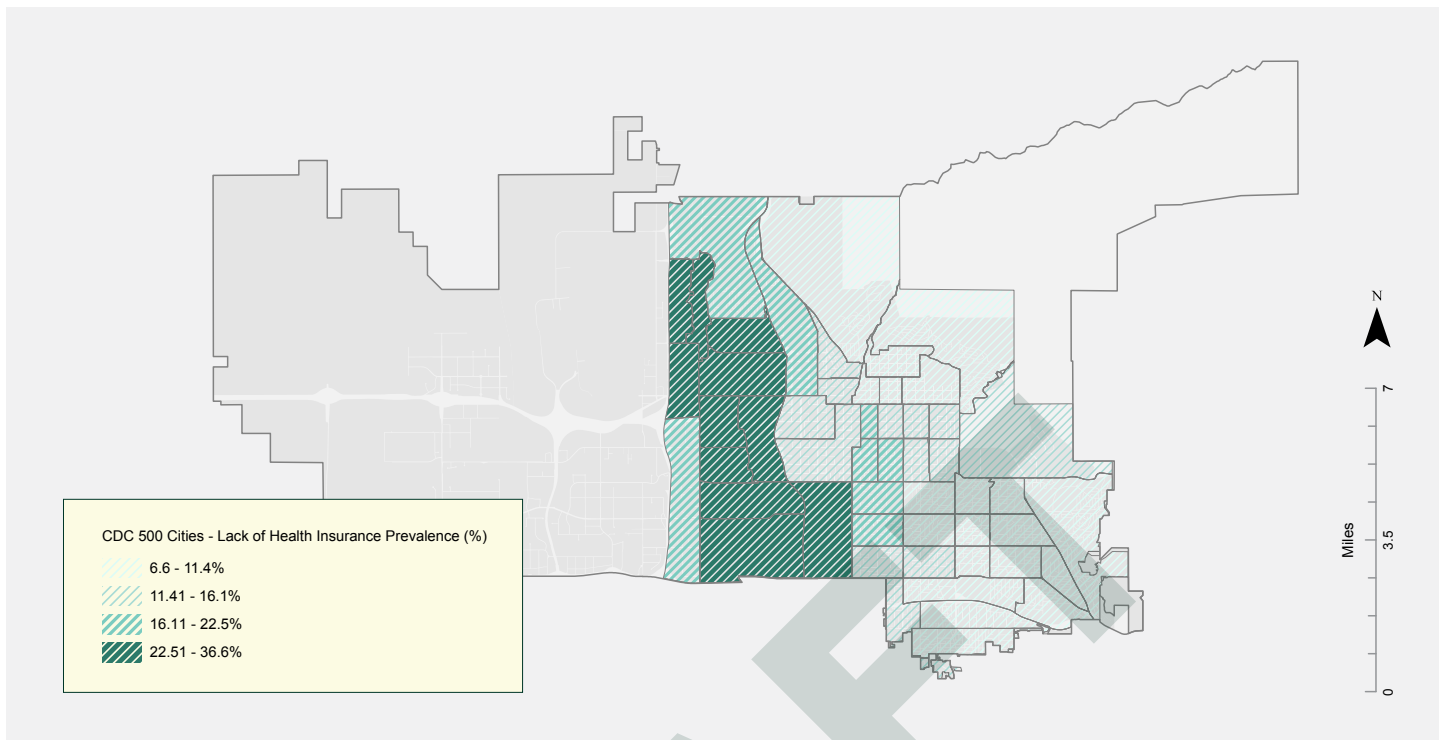 N
7
3.5
0
Miles
CDC 500 Cities - Lack of Health Insurance Prevalence (%)
6.6 - 11.4%
11.41 - 16.1%
16.11 - 22.5%
22.51 - 36.6%